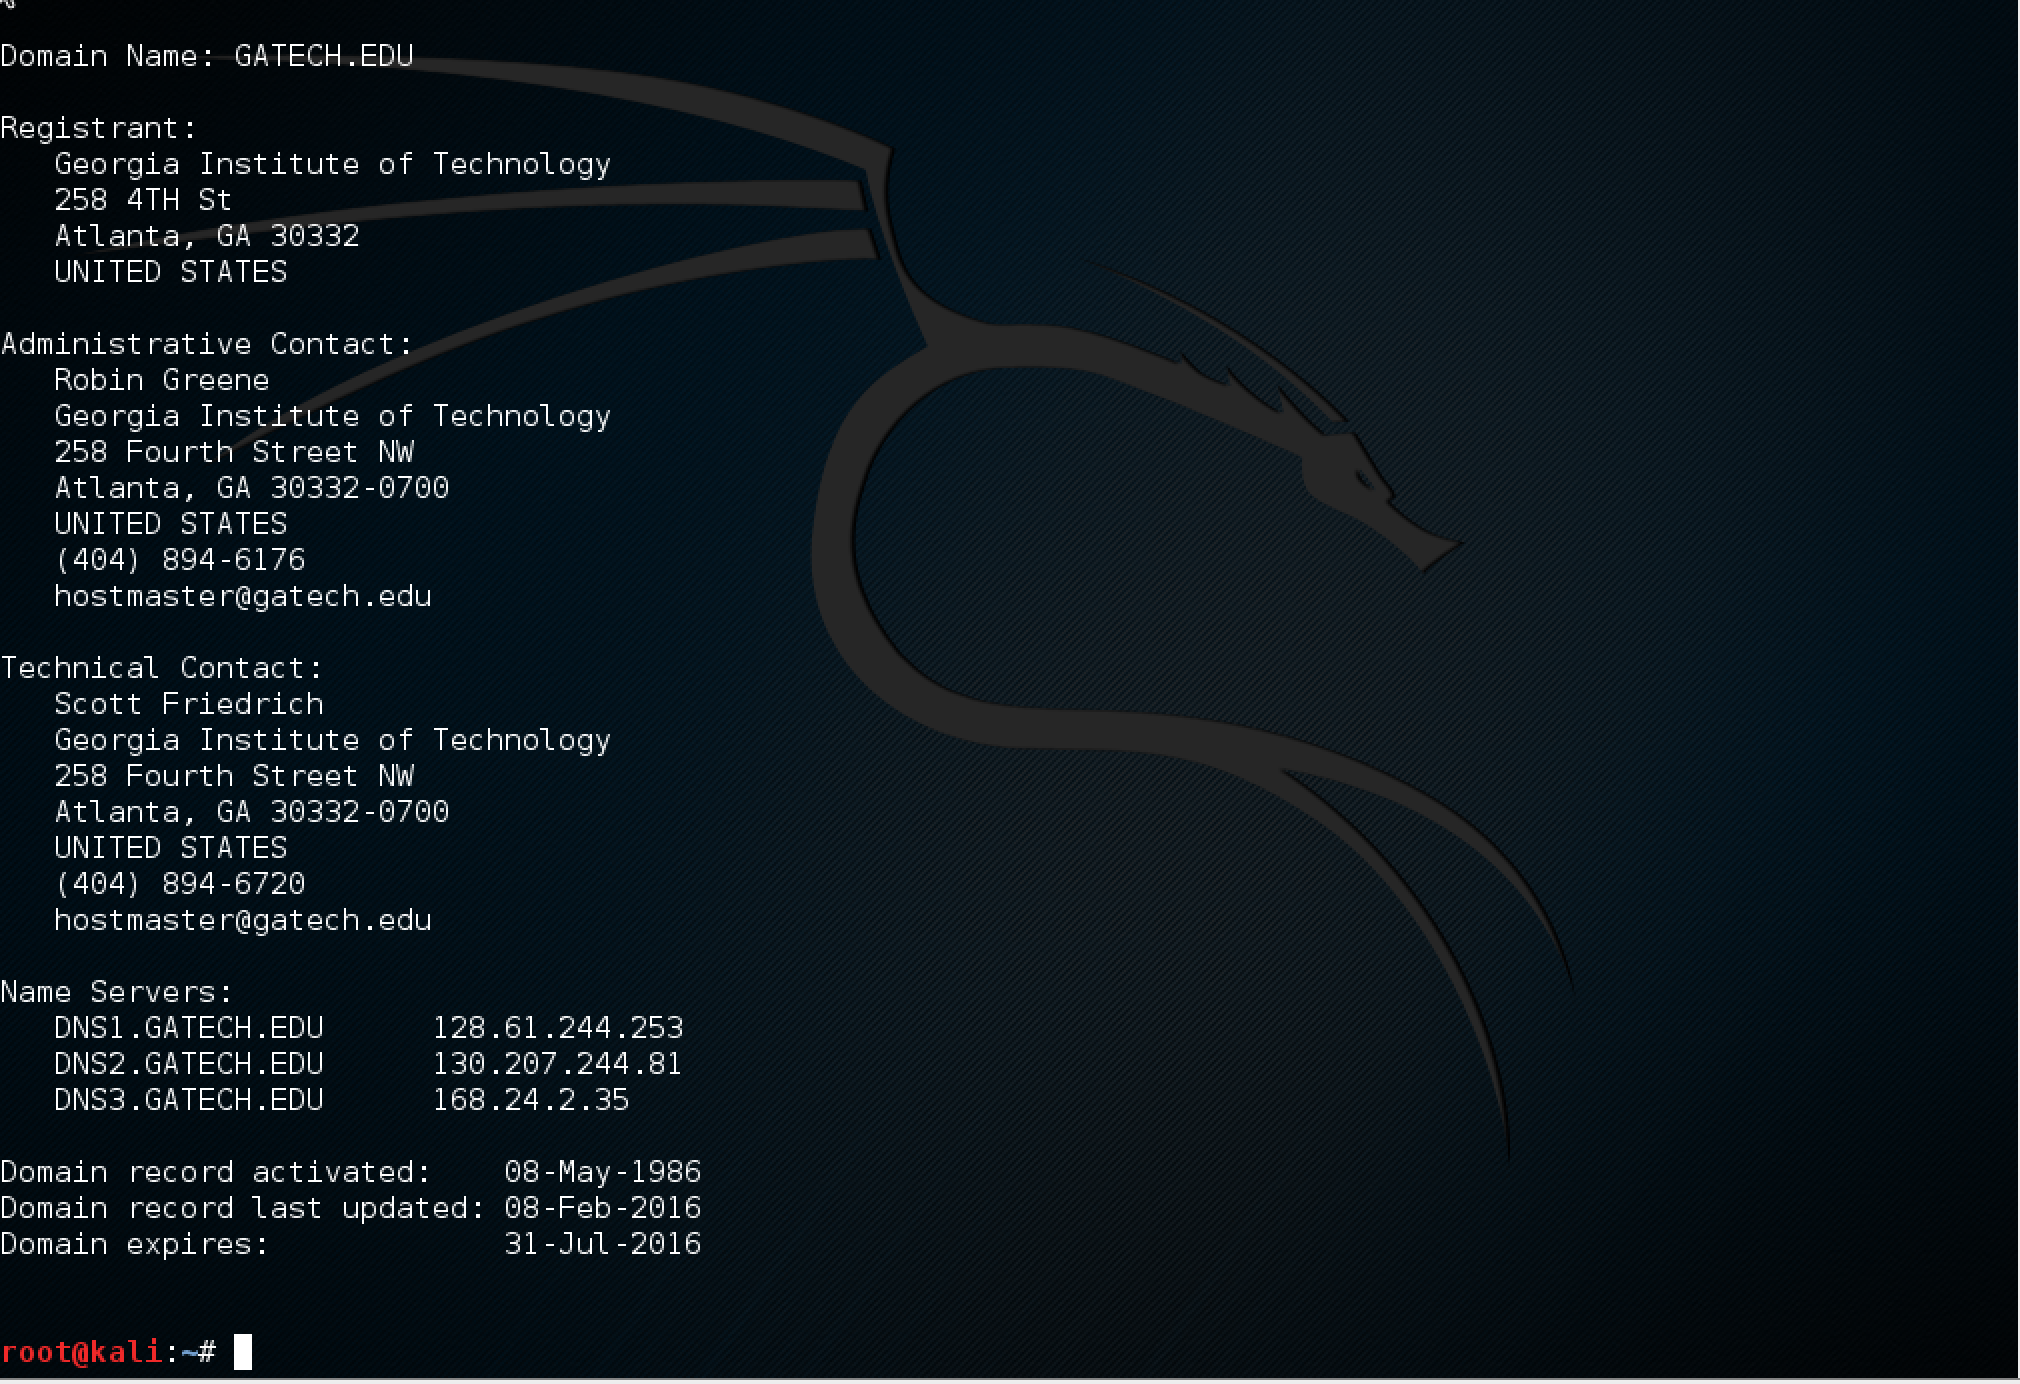 Domain Name: GATECH.EDU
Registrant:
Georgia Institute of Technology
258 4TH St
Atlanta, GA 30332
UNITED STATES
Administrative Contact:
Robin Greene
Georgia Institute of Technology
258 Fourth Street NW
Atlanta, GA 30332-0700
UNITED STATES
(404) 894-6176
hostmaster@gatech.edu
Technical Contact:
Scott Friedrich
Georgia Institute of Technology
258 Fourth Street NW
Atlanta, GA 30332-0700
UNITED STATES
(404) 894-6720
hostmaster@gatech.edu
Name Servers:
DNS1.GATECH.EDU 128.61.244.253
DNS2.GATECH.EDU 130.207.244.81
DNS3.GATECH.EDU 168.24.2.35
Domain record activated: 08-May-1986
Domain record last updated: 08-Feb-2016
Domain expires: 31-Jul-2016
root@kali:~#